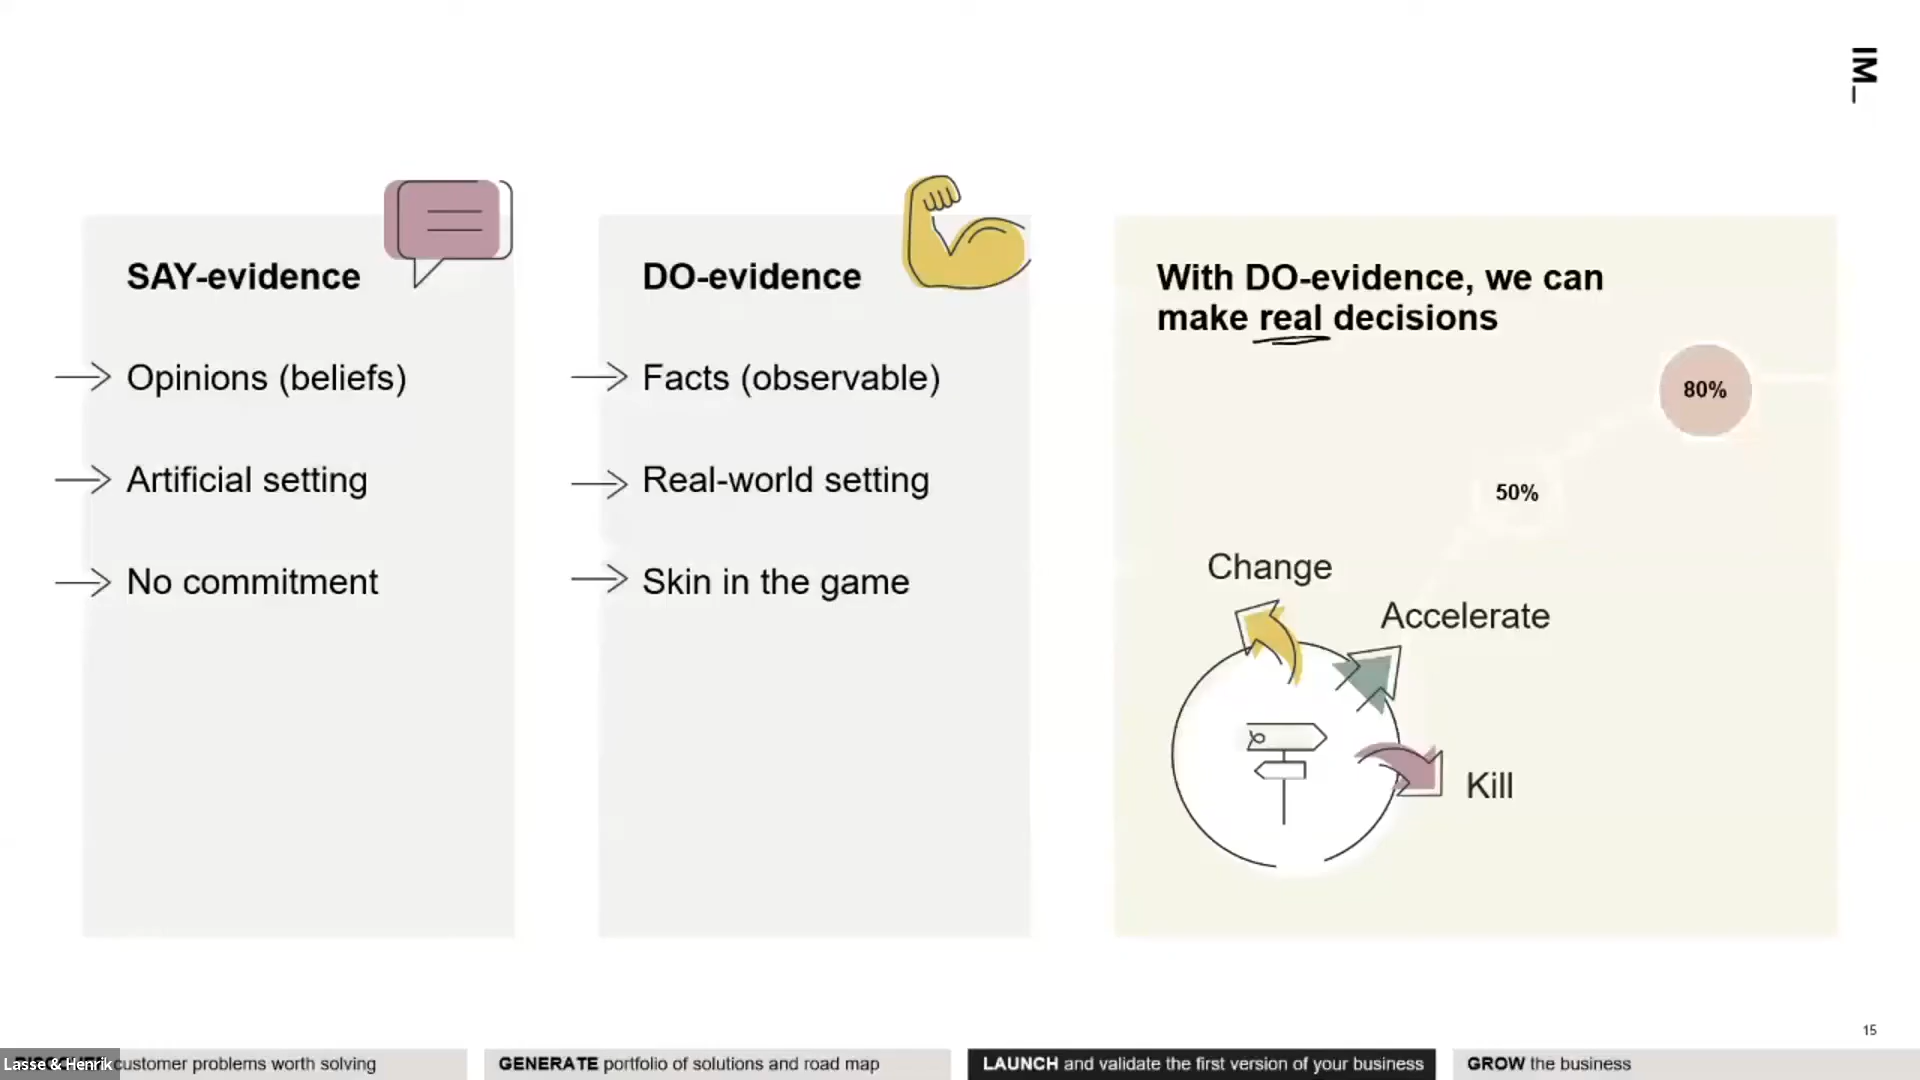 IM_
SAY-evidence
Opinions (beliefs)
Artificial setting
No commitment
DO-evidence
Facts (observable)
Real-world setting
Skin in the game
With DO-evidence, we can
make real decisions
80%
50%
Change
Accelerate
Kill
15
Lasse & Henrik
customer problems worth solving
GENERATE portfolio of solutions and road map
LAUNCH and validate the first version of your business
GROW the business